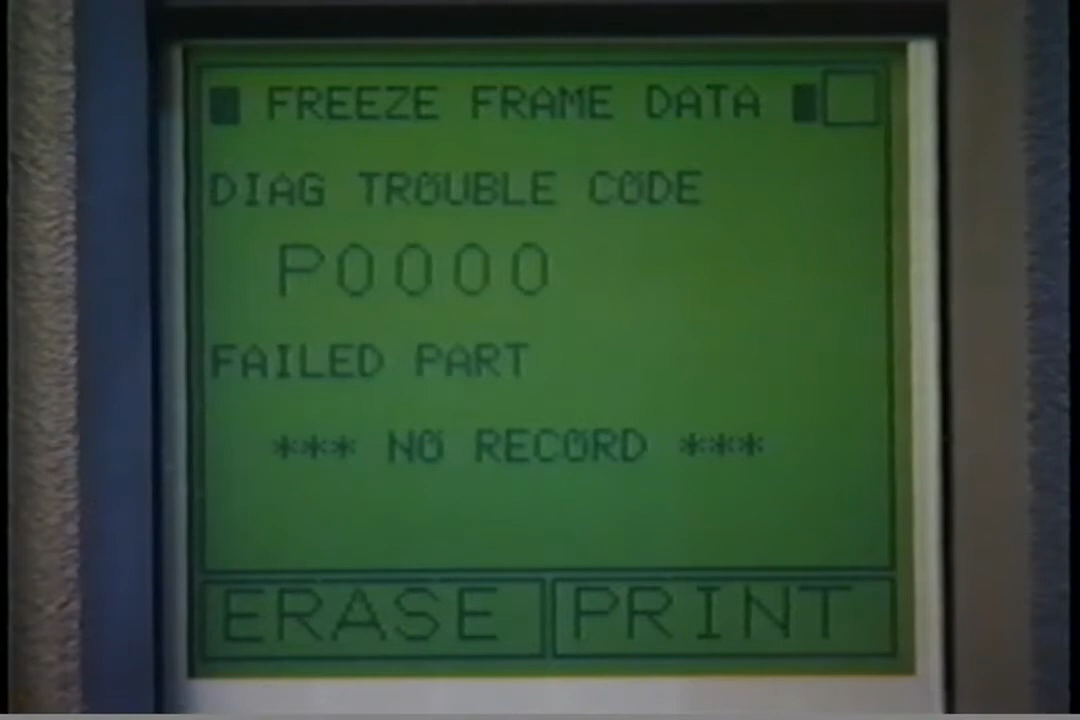 FREEZE FRAME DATA
DIAG TROUBLE CODE
P0000
FAILED PART
*** NO RECORD ***
ERASE PRINT